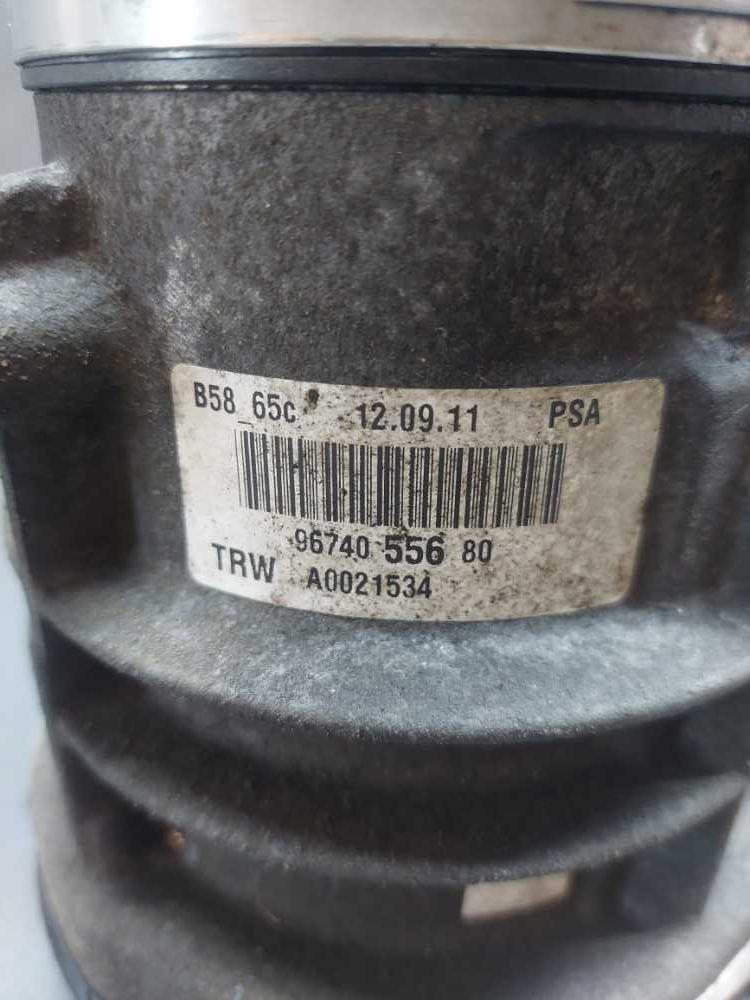 B58_65c 12.09.11 PSA
96740 556 80
TRW A0021534